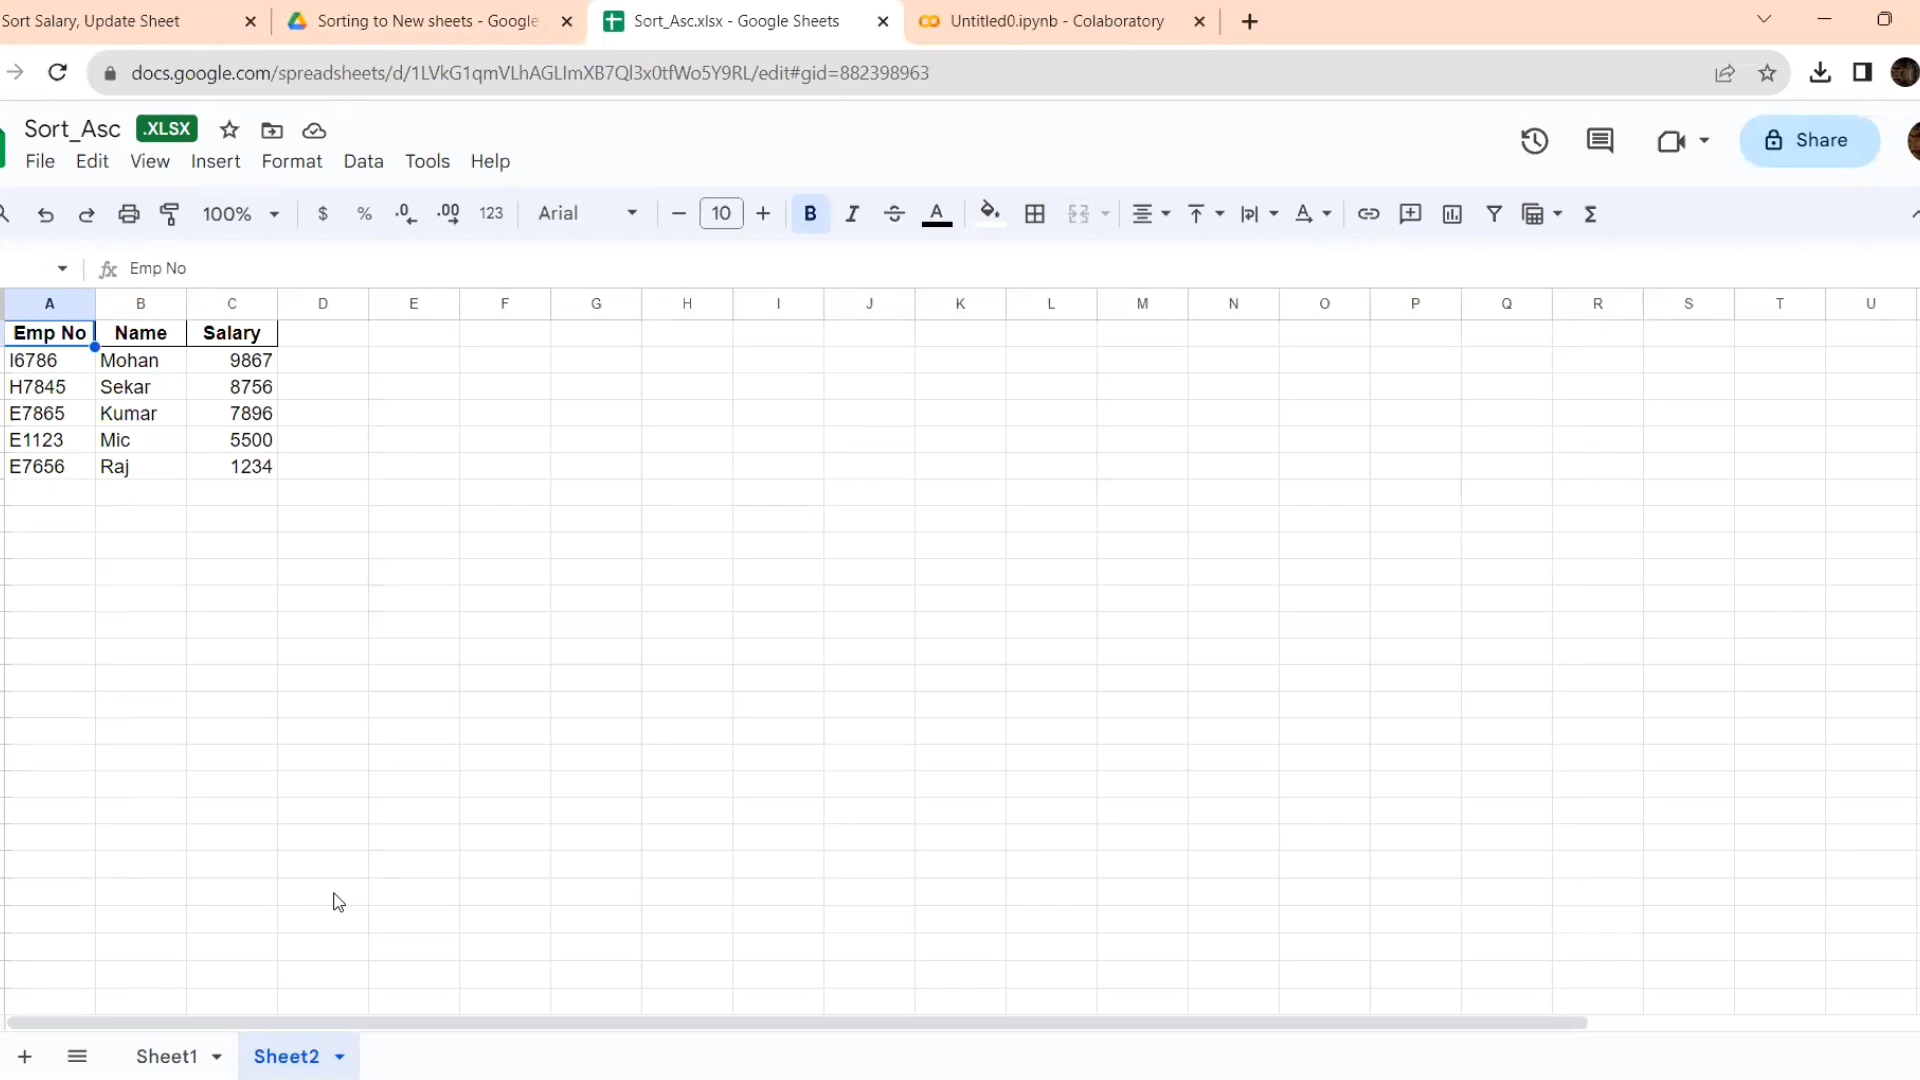 Sort Salary, Update Sheet
Sorting to New sheets - Google
Sort_Asc.xlsx - Google Sheets
Untitled0.ipynb - Colaboratory
docs.google.com/spreadsheets/d/1LVkG1qmVLhAGLImXB7Ql3x0tfWo5Y9RL/edit#gid=882398963
Sort_Asc .XLSX
Share
File Edit View Insert Format Data Tools Help
100% $ % .0 .00 123 Arial 10 B I A Σ
fx Emp No
A B C D E F G H I J K L M N O P Q R S T U
Emp No Name Salary
I6786 Mohan 9867
H7845 Sekar 8756
E7865 Kumar 7896
E1123 Mic 5500
E7656 Raj 1234
Sheet1 Sheet2